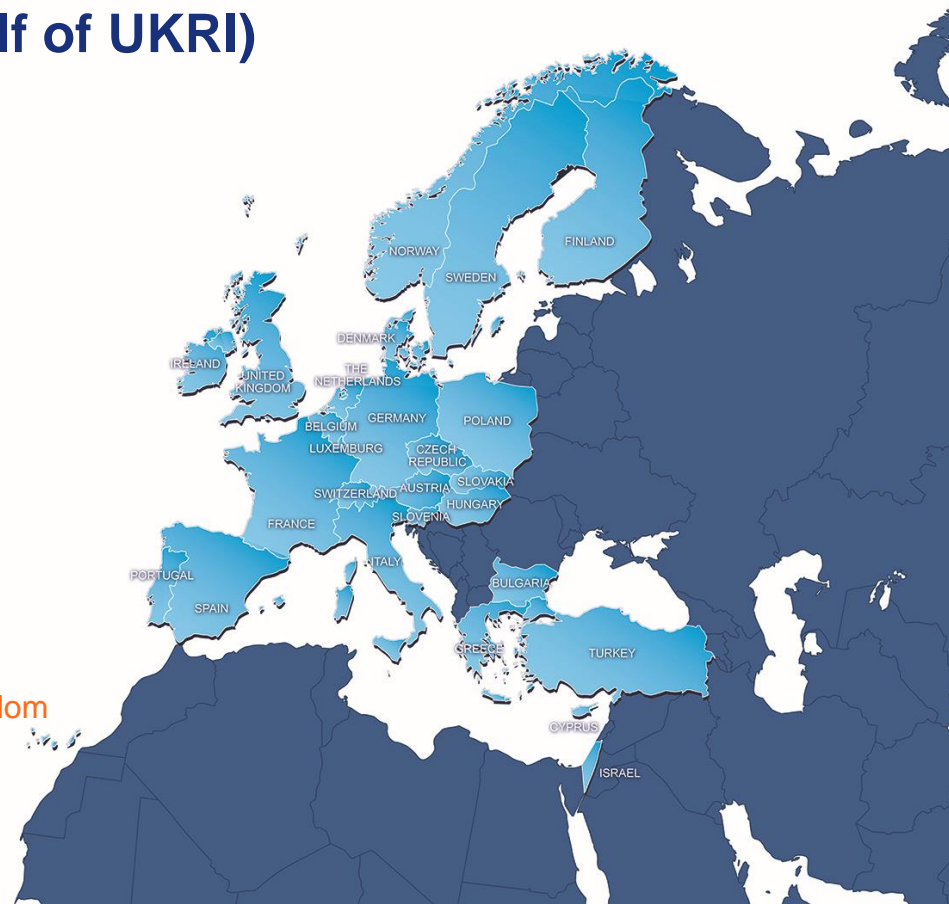 lf of UKRI)
NORWAY
FINLAND
SWEDEN
DENMARK
IRELAND
UNITED
KINGDOM
THE
NETHERLANDS
BELGIUM
GERMANY
POLAND
LUXEMBURG
CZECH
REPUBLIC
SLOVAKIA
SWITZERLAND
AUSTRIA
HUNGARY
SLOVENIA
FRANCE
ITALY
PORTUGAL
SPAIN
BULGARIA
GREECE
TURKEY
dom
CYPRUS
ISRAEL